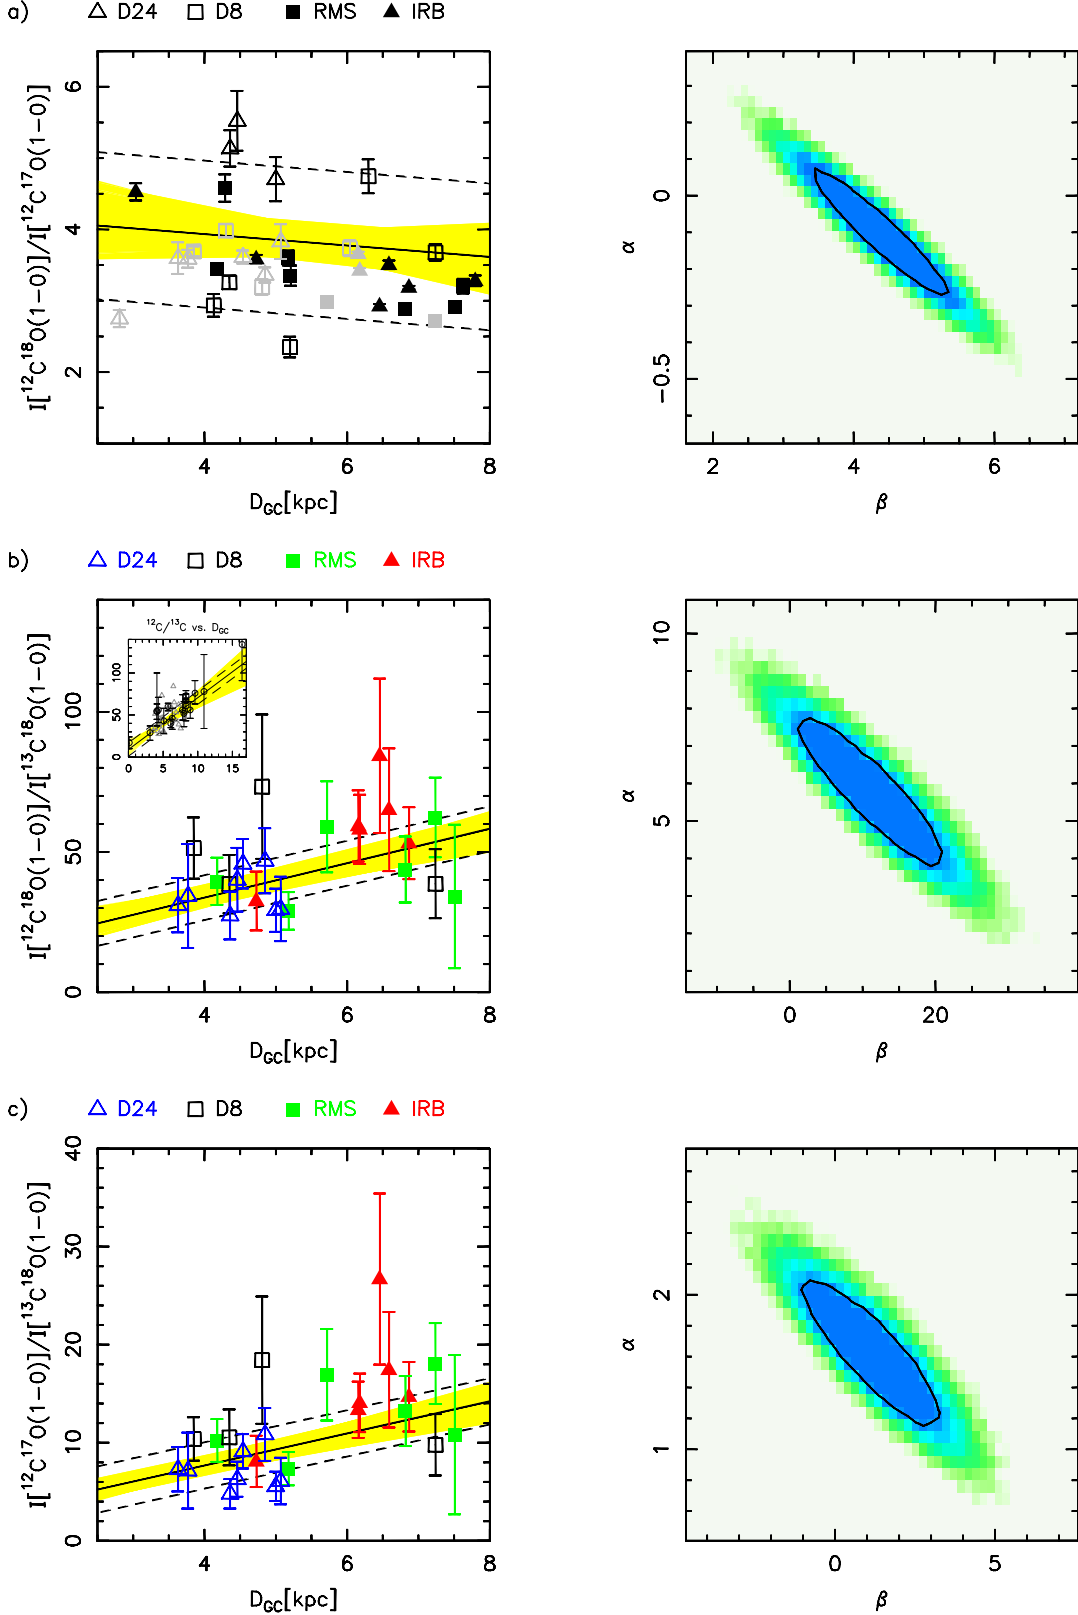 a) D24 D8 RMS IRB
I[¹²C¹⁸O(1−0)]/I[¹²C¹⁷O(1−0)]
6
4
2
4 6 8
D_GC[kpc]
α
0
−0.5
2 4 6
β
b) D24 D8 RMS IRB
I[¹²C¹⁸O(1−0)]/I[¹³C¹⁸O(1−0)]
100
50
0
¹²C/¹³C vs. D_GC
100
50
0
0 5 10 15
4 6 8
D_GC[kpc]
α
10
5
0 20
β
c) D24 D8 RMS IRB
I[¹²C¹⁷O(1−0)]/I[¹³C¹⁸O(1−0)]
40
30
20
10
0
4 6 8
D_GC[kpc]
α
2
1
0 5
β